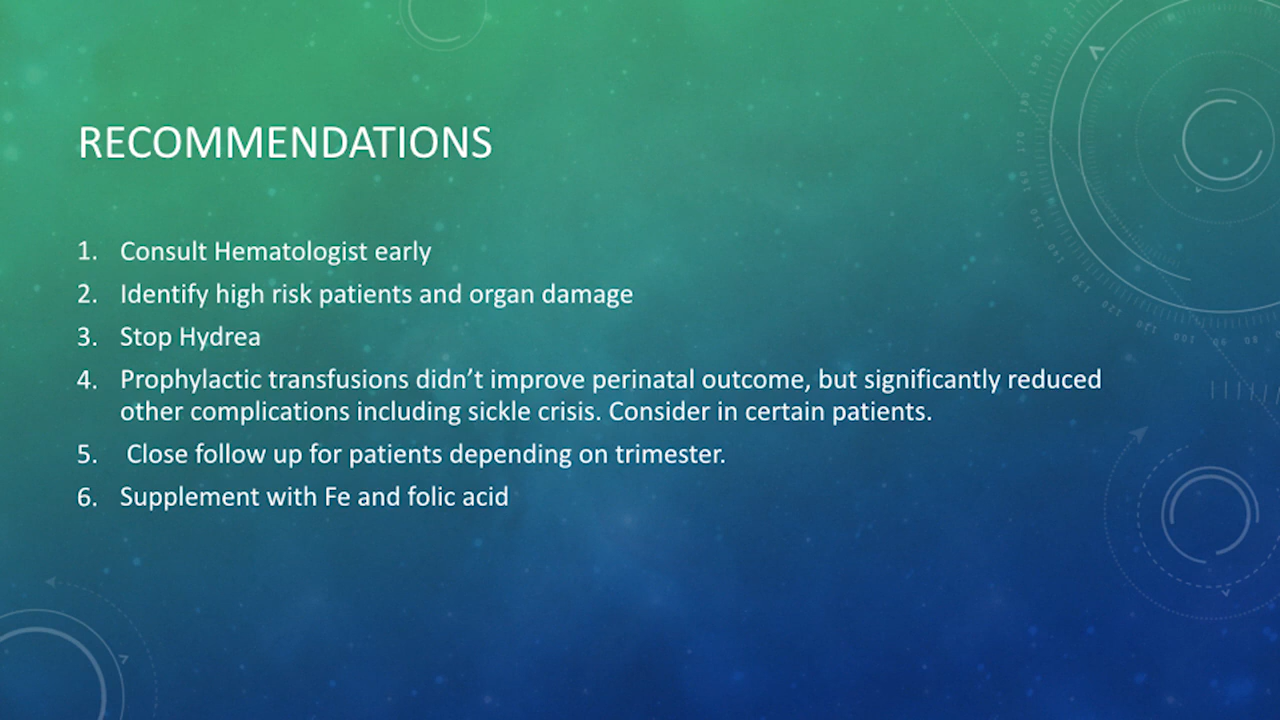 RECOMMENDATIONS
1. Consult Hematologist early
2. Identify high risk patients and organ damage
3. Stop Hydrea
4. Prophylactic transfusions didn't improve perinatal outcome, but significantly reduced
other complications including sickle crisis. Consider in certain patients.
5. Close follow up for patients depending on trimester.
6. Supplement with Fe and folic acid